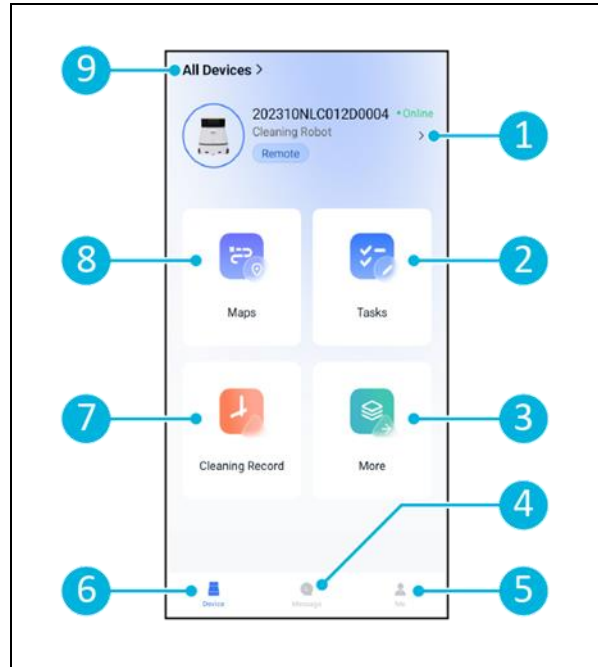 9
All Devices >
202310NLC012D0004 • Online
Cleaning Robot >
1
Remote
8
2
Maps
Tasks
7
3
Cleaning Record
More
4
6
5
Device
Message
Me